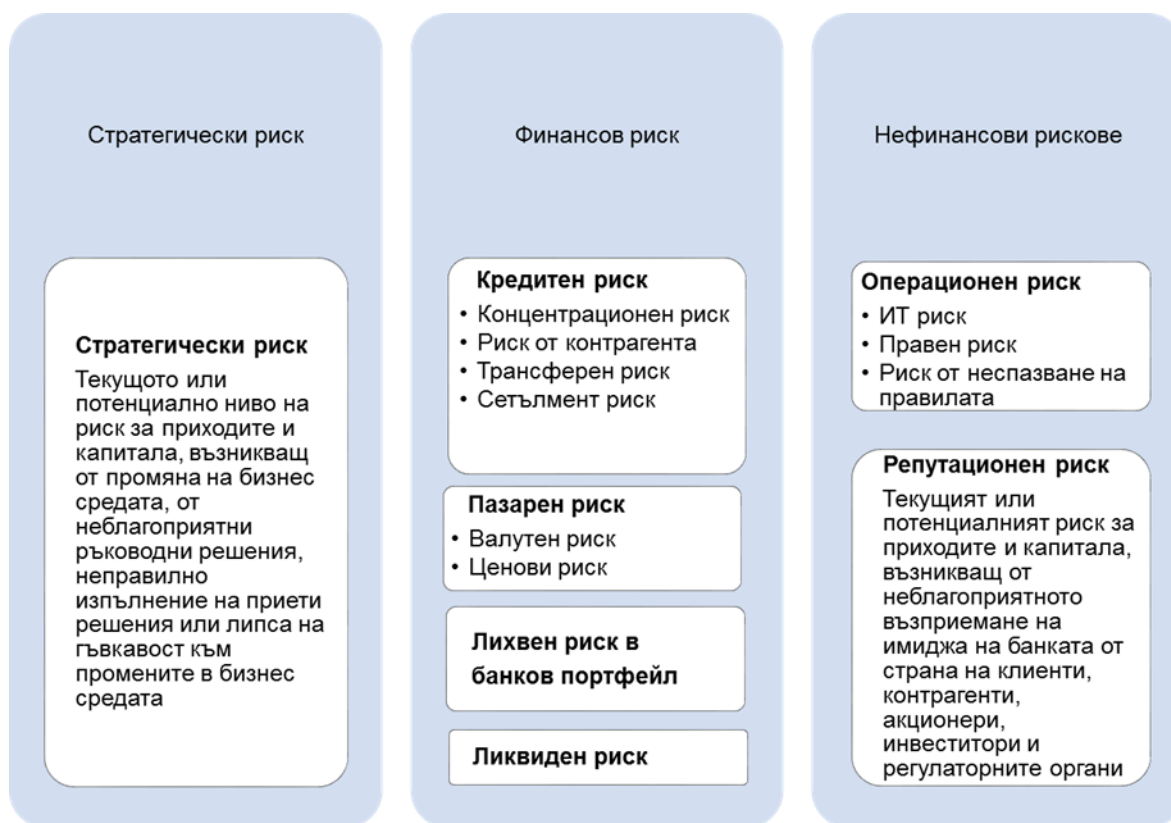 Стратегически риск
Стратегически риск
Текущото или
потенциално ниво на
риск за приходите и
капитала, възникващ
от промяна на бизнес
средата, от
неблагоприятни
ръководни решения,
неправилно
изпълнение на приети
решения или липса на
гъвкавост към
промените в бизнес
средата
Финансов риск
Кредитен риск
• Концентрационен риск
• Риск от контрагента
• Трансферен риск
• Сетълмент риск
Пазарен риск
• Валутен риск
• Ценови риск
Лихвен риск в
банков портфейл
Ликвиден риск
Нефинансови рискове
Операционен риск
• ИТ риск
• Правен риск
• Риск от неспазване на
правилата
Репутационен риск
Текущият или
потенциалният риск за
приходите и капитала,
възникващ от
неблагоприятното
възприемане на
имиджа на банката от
страна на клиенти,
контрагенти,
акционери,
инвеститори и
регулаторните органи